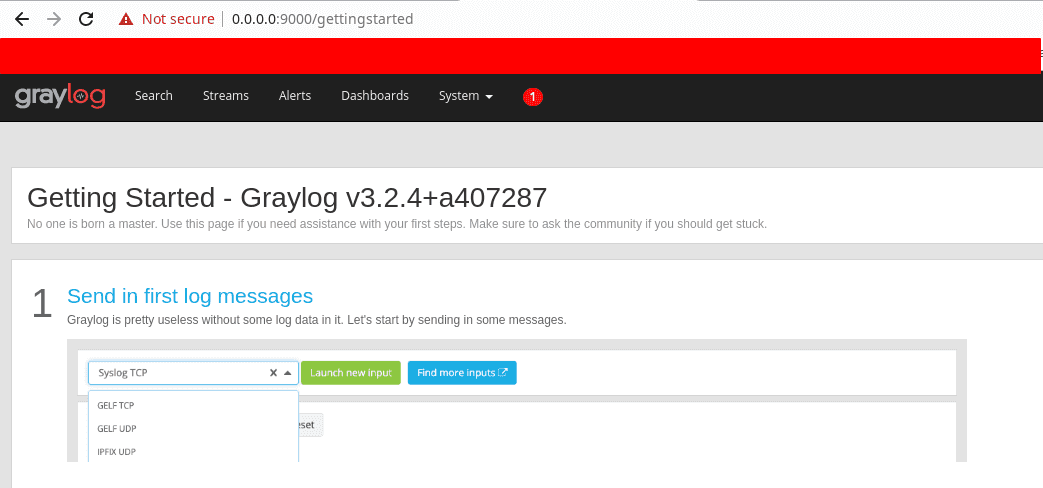 Not secure 0.0.0.0:9000/gettingstarted
graylog Search Streams Alerts Dashboards System 1
Getting Started - Graylog v3.2.4+a407287
No one is born a master. Use this page if you need assistance with your first steps. Make sure to ask the community if you should get stuck.
1 Send in first log messages
Graylog is pretty useless without some log data in it. Let's start by sending in some messages.
Syslog TCP Launch new input Find more inputs
GELF TCP
GELF UDP
IPFIX UDP